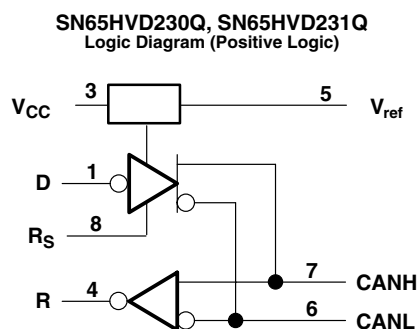 SN65HVD230Q, SN65HVD231Q
Logic Diagram (Positive Logic)
VCC 3 5 Vref
D 1
RS 8
7 CANH
R 4
6 CANL